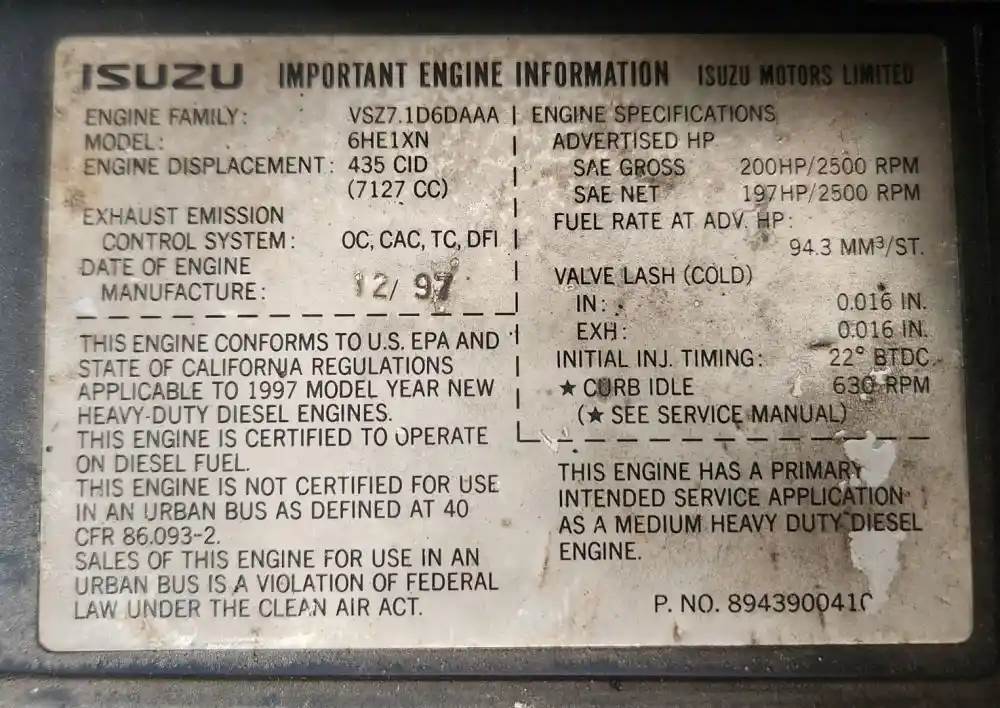 ISUZU IMPORTANT ENGINE INFORMATION ISUZU MOTORS LIMITED
ENGINE FAMILY: VSZ7.1D6DAAA
MODEL: 6HE1XN
ENGINE DISPLACEMENT: 435 CID
(7127 CC)
EXHAUST EMISSION
CONTROL SYSTEM: OC, CAC, TC, DFI
DATE OF ENGINE
MANUFACTURE: 12/ 97
THIS ENGINE CONFORMS TO U.S. EPA AND
STATE OF CALIFORNIA REGULATIONS
APPLICABLE TO 1997 MODEL YEAR NEW
HEAVY-DUTY DIESEL ENGINES.
THIS ENGINE IS CERTIFIED TO OPERATE
ON DIESEL FUEL.
THIS ENGINE IS NOT CERTIFIED FOR USE
IN AN URBAN BUS AS DEFINED AT 40
CFR 86.093-2.
SALES OF THIS ENGINE FOR USE IN AN
URBAN BUS IS A VIOLATION OF FEDERAL
LAW UNDER THE CLEAN AIR ACT.
ENGINE SPECIFICATIONS
ADVERTISED HP
SAE GROSS 200HP/2500 RPM
SAE NET 197HP/2500 RPM
FUEL RATE AT ADV. HP:
94.3 MM³/ST.
VALVE LASH (COLD)
IN: 0.016 IN.
EXH: 0.016 IN.
INITIAL INJ. TIMING: 22° BTDC
★ CURB IDLE 630 RPM
(★ SEE SERVICE MANUAL)
THIS ENGINE HAS A PRIMARY
INTENDED SERVICE APPLICATION
AS A MEDIUM HEAVY DUTY DIESEL
ENGINE.
P. NO. 8943900410